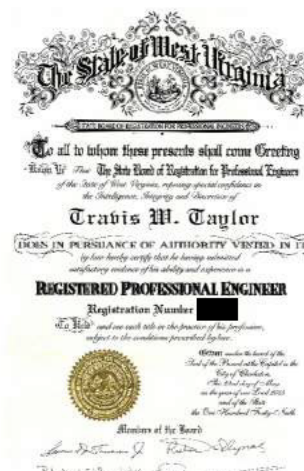 The State of West Virginia
STATE BOARD OF REGISTRATION FOR PROFESSIONAL ENGINEERS
To all to whom these presents shall come Greeting
Know Ye That The State Board of Registration for Professional Engineers
of the State of West Virginia, reposing special confidence in
the Intelligence, Integrity and Discretion of
Travis W. Taylor
DOES IN PURSUANCE OF AUTHORITY VESTED IN IT
by law hereby certify that he having submitted
satisfactory evidence of his ability and experience is a
REGISTERED PROFESSIONAL ENGINEER
Registration Number
To Hold and use such title in the practice of his profession,
subject to the conditions prescribed by law.
Given under the hand of the
Seal of the Board at the Capitol in the
City of Charleston,
This 22nd day of May
in the year of our Lord
and of the State
the One Hundred Forty-Ninth
Members of the Board